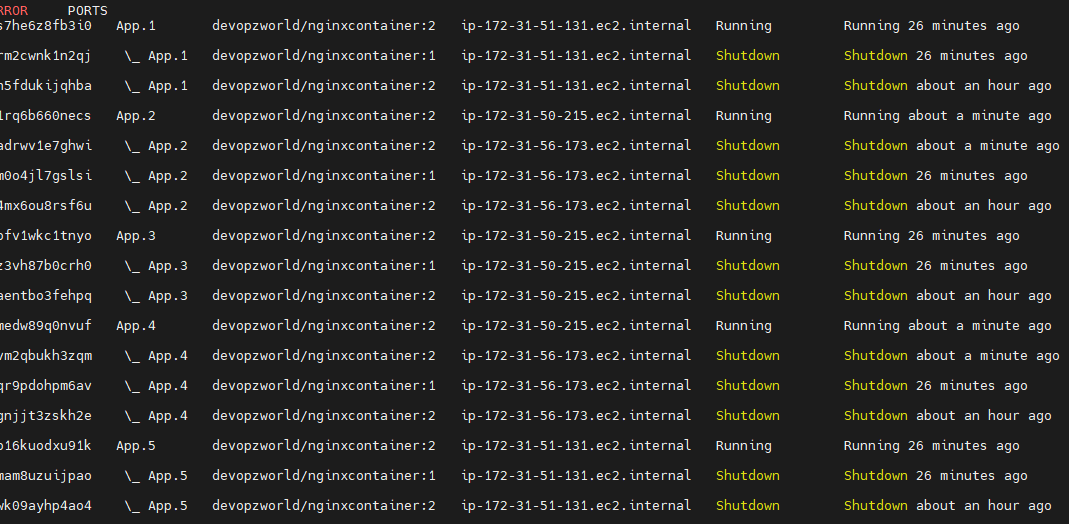 RROR PORTS
s7he6z8fb3i0 App.1 devopzworld/nginxcontainer:2 ip-172-31-51-131.ec2.internal Running Running 26 minutes ago
rm2cwnk1n2qj \_ App.1 devopzworld/nginxcontainer:1 ip-172-31-51-131.ec2.internal Shutdown Shutdown 26 minutes ago
n5fdukijqhba \_ App.1 devopzworld/nginxcontainer:2 ip-172-31-51-131.ec2.internal Shutdown Shutdown about an hour ago
1rq6b660necs App.2 devopzworld/nginxcontainer:2 ip-172-31-50-215.ec2.internal Running Running about a minute ago
adrwv1e7ghwi \_ App.2 devopzworld/nginxcontainer:2 ip-172-31-56-173.ec2.internal Shutdown Shutdown about a minute ago
m0o4jl7gslsi \_ App.2 devopzworld/nginxcontainer:1 ip-172-31-56-173.ec2.internal Shutdown Shutdown 26 minutes ago
4mx6ou8rsf6u \_ App.2 devopzworld/nginxcontainer:2 ip-172-31-56-173.ec2.internal Shutdown Shutdown about an hour ago
ofv1wkc1tnyo App.3 devopzworld/nginxcontainer:2 ip-172-31-50-215.ec2.internal Running Running 26 minutes ago
z3vh87b0crh0 \_ App.3 devopzworld/nginxcontainer:1 ip-172-31-50-215.ec2.internal Shutdown Shutdown 26 minutes ago
aentbo3fehpq \_ App.3 devopzworld/nginxcontainer:2 ip-172-31-50-215.ec2.internal Shutdown Shutdown about an hour ago
medw89q0nvuf App.4 devopzworld/nginxcontainer:2 ip-172-31-50-215.ec2.internal Running Running about a minute ago
vm2qbukh3zqm \_ App.4 devopzworld/nginxcontainer:2 ip-172-31-56-173.ec2.internal Shutdown Shutdown about a minute ago
qr9pdohpm6av \_ App.4 devopzworld/nginxcontainer:1 ip-172-31-56-173.ec2.internal Shutdown Shutdown 26 minutes ago
gnjjt3zskh2e \_ App.4 devopzworld/nginxcontainer:2 ip-172-31-56-173.ec2.internal Shutdown Shutdown about an hour ago
o16kuodxu91k App.5 devopzworld/nginxcontainer:2 ip-172-31-51-131.ec2.internal Running Running 26 minutes ago
mam8uzuijpao \_ App.5 devopzworld/nginxcontainer:1 ip-172-31-51-131.ec2.internal Shutdown Shutdown 26 minutes ago
wk09ayhp4ao4 \_ App.5 devopzworld/nginxcontainer:2 ip-172-31-51-131.ec2.internal Shutdown Shutdown about an hour ago